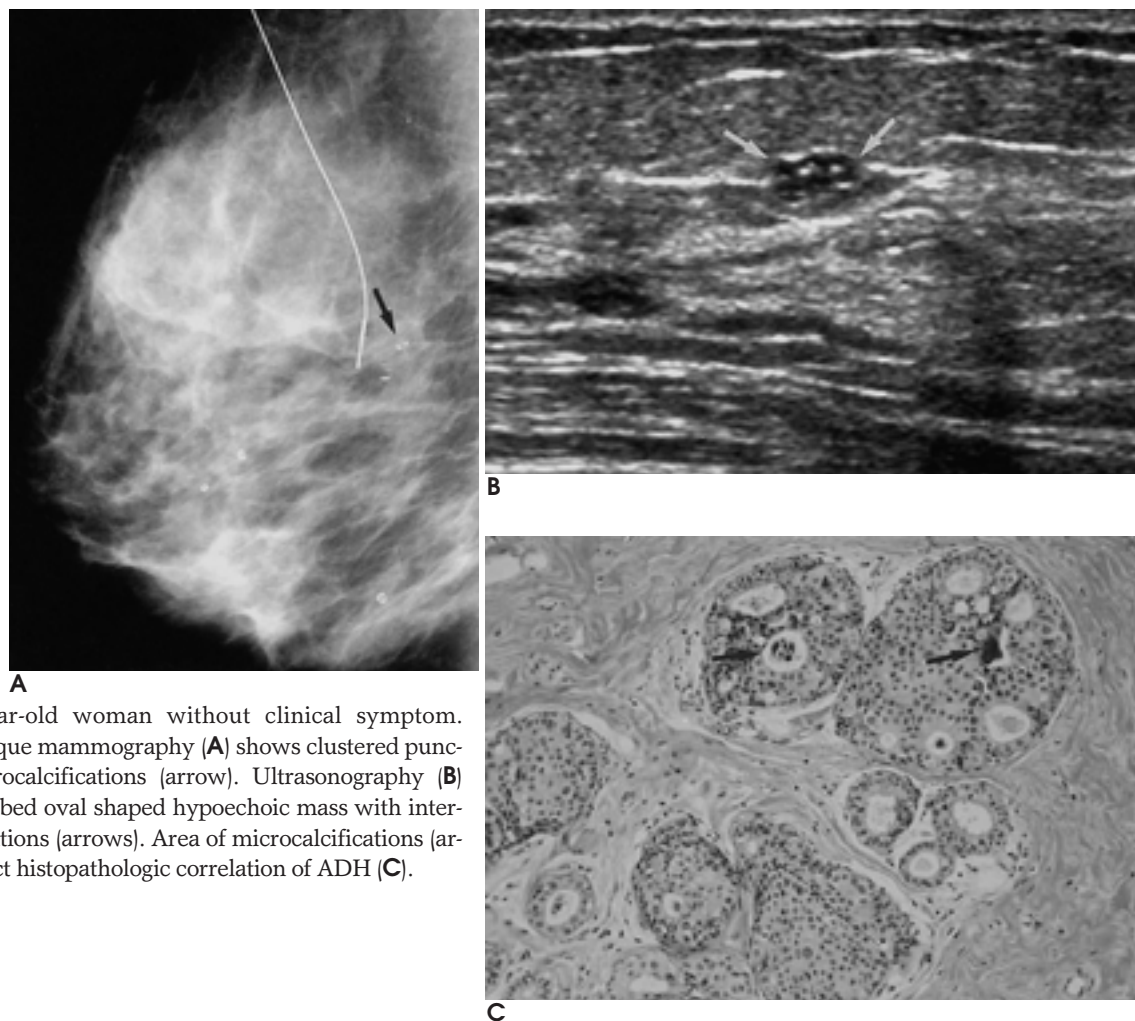 A
B
ar-old woman without clinical symptom.
que mammography (A) shows clustered punc-
rocalcifications (arrow). Ultrasonography (B)
bed oval shaped hypoechoic mass with inter-
tions (arrows). Area of microcalcifications (ar-
ct histopathologic correlation of ADH (C).
C